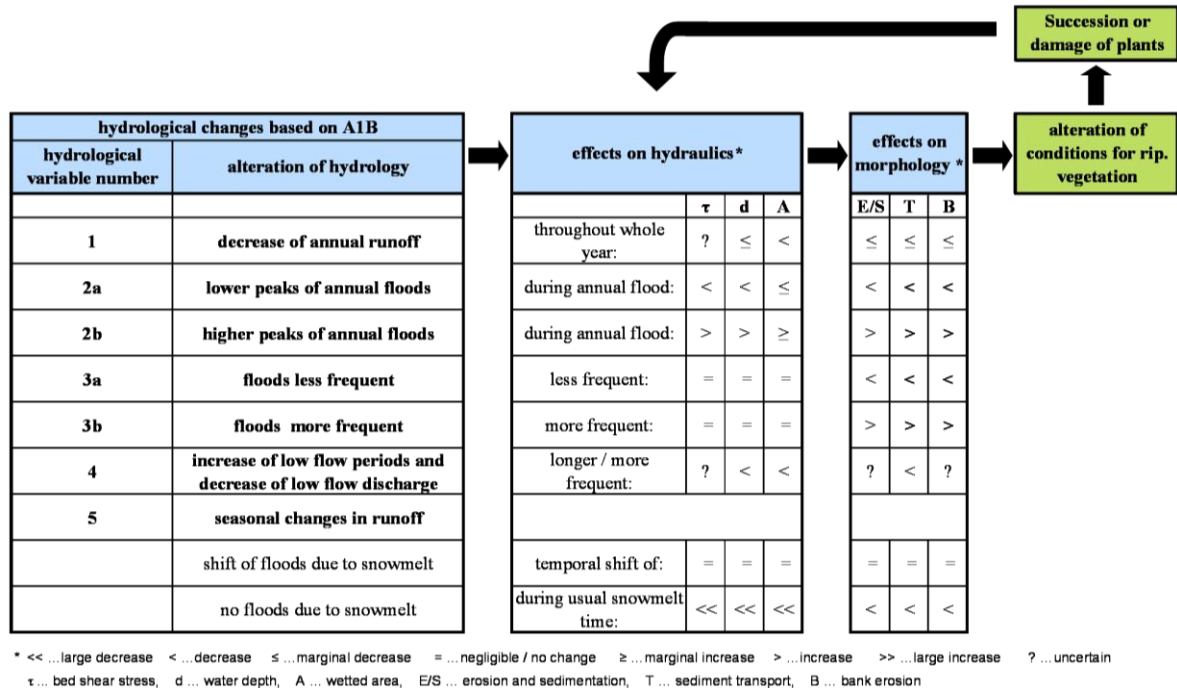 Succession or
damage of plants
hydrological changes based on A1B
hydrological
variable number
alteration of hydrology
effects on hydraulics*
effects on
morphology *
alteration of
conditions for rip.
vegetation
τ d A E/S T B
1 decrease of annual runoff throughout whole
year: ? ≤ < ≤ ≤ ≤
2a lower peaks of annual floods during annual flood: < < ≤ < < <
2b higher peaks of annual floods during annual flood: > > ≥ > > >
3a floods less frequent less frequent: = = = < < <
3b floods more frequent more frequent: = = = > > >
4 increase of low flow periods and
decrease of low flow discharge longer / more
frequent: ? < < ? < ?
5 seasonal changes in runoff
shift of floods due to snowmelt temporal shift of: = = = = = =
no floods due to snowmelt during usual snowmelt
time: << << << < < <
* << ...large decrease < ...decrease ≤ ...marginal decrease = ...negligible / no change ≥ ...marginal increase > ...increase >> ...large increase ? ...uncertain
τ ... bed shear stress, d ... water depth, A ... wetted area, E/S ... erosion and sedimentation, T ... sediment transport, B ... bank erosion